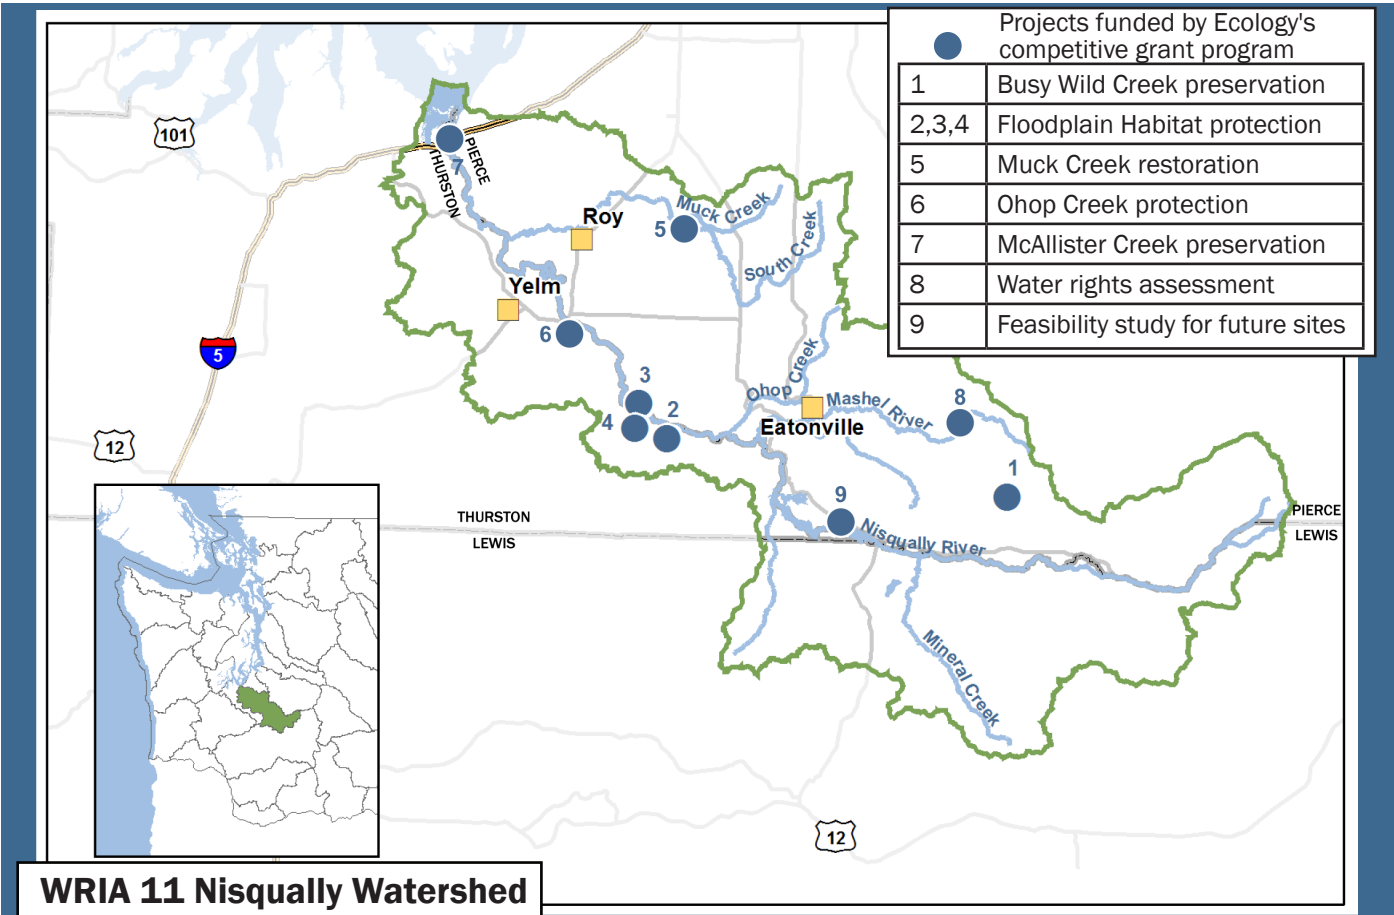 Projects funded by Ecology's
competitive grant program
1 Busy Wild Creek preservation
2,3,4 Floodplain Habitat protection
5 Muck Creek restoration
6 Ohop Creek protection
7 McAllister Creek preservation
8 Water rights assessment
9 Feasibility study for future sites
101
7
PIERCE
THURSTON
Roy
5
Muck Creek
South Creek
Yelm
6
5
3
4
2
Ohop Creek
Mashel River
8
Eatonville
12
1
9
THURSTON
LEWIS
Nisqually River
PIERCE
LEWIS
Mineral Creek
12
WRIA 11 Nisqually Watershed